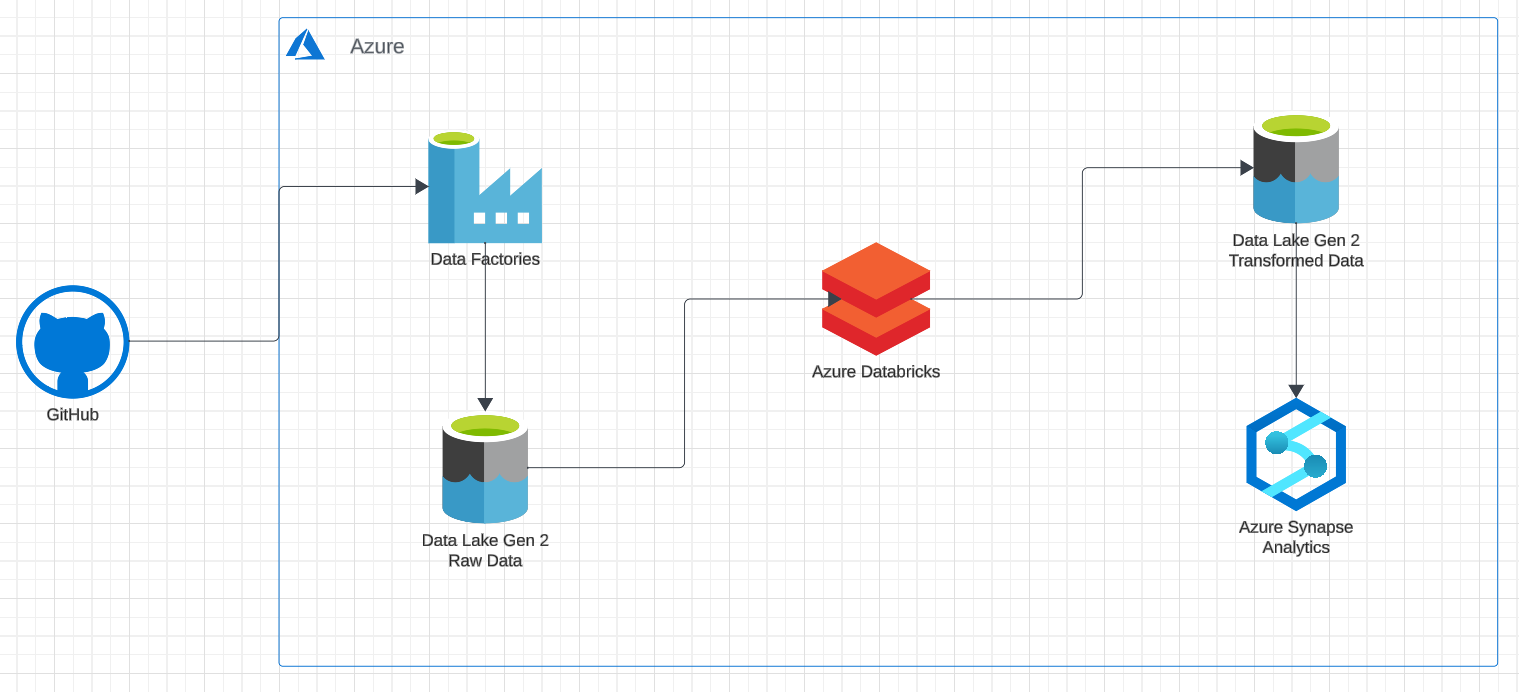 Azure
Data Factories
GitHub
Data Lake Gen 2
Raw Data
Azure Databricks
Data Lake Gen 2
Transformed Data
Azure Synapse
Analytics